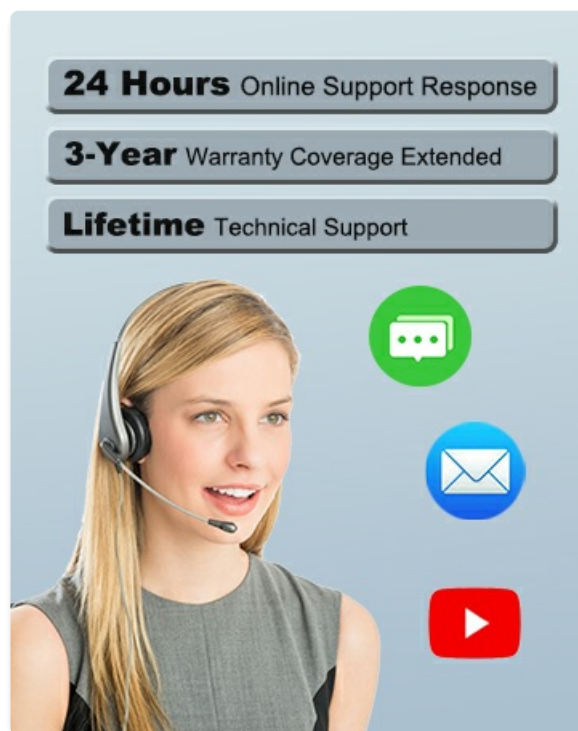 24 Hours Online Support Response
3-Year Warranty Coverage Extended
Lifetime Technical Support